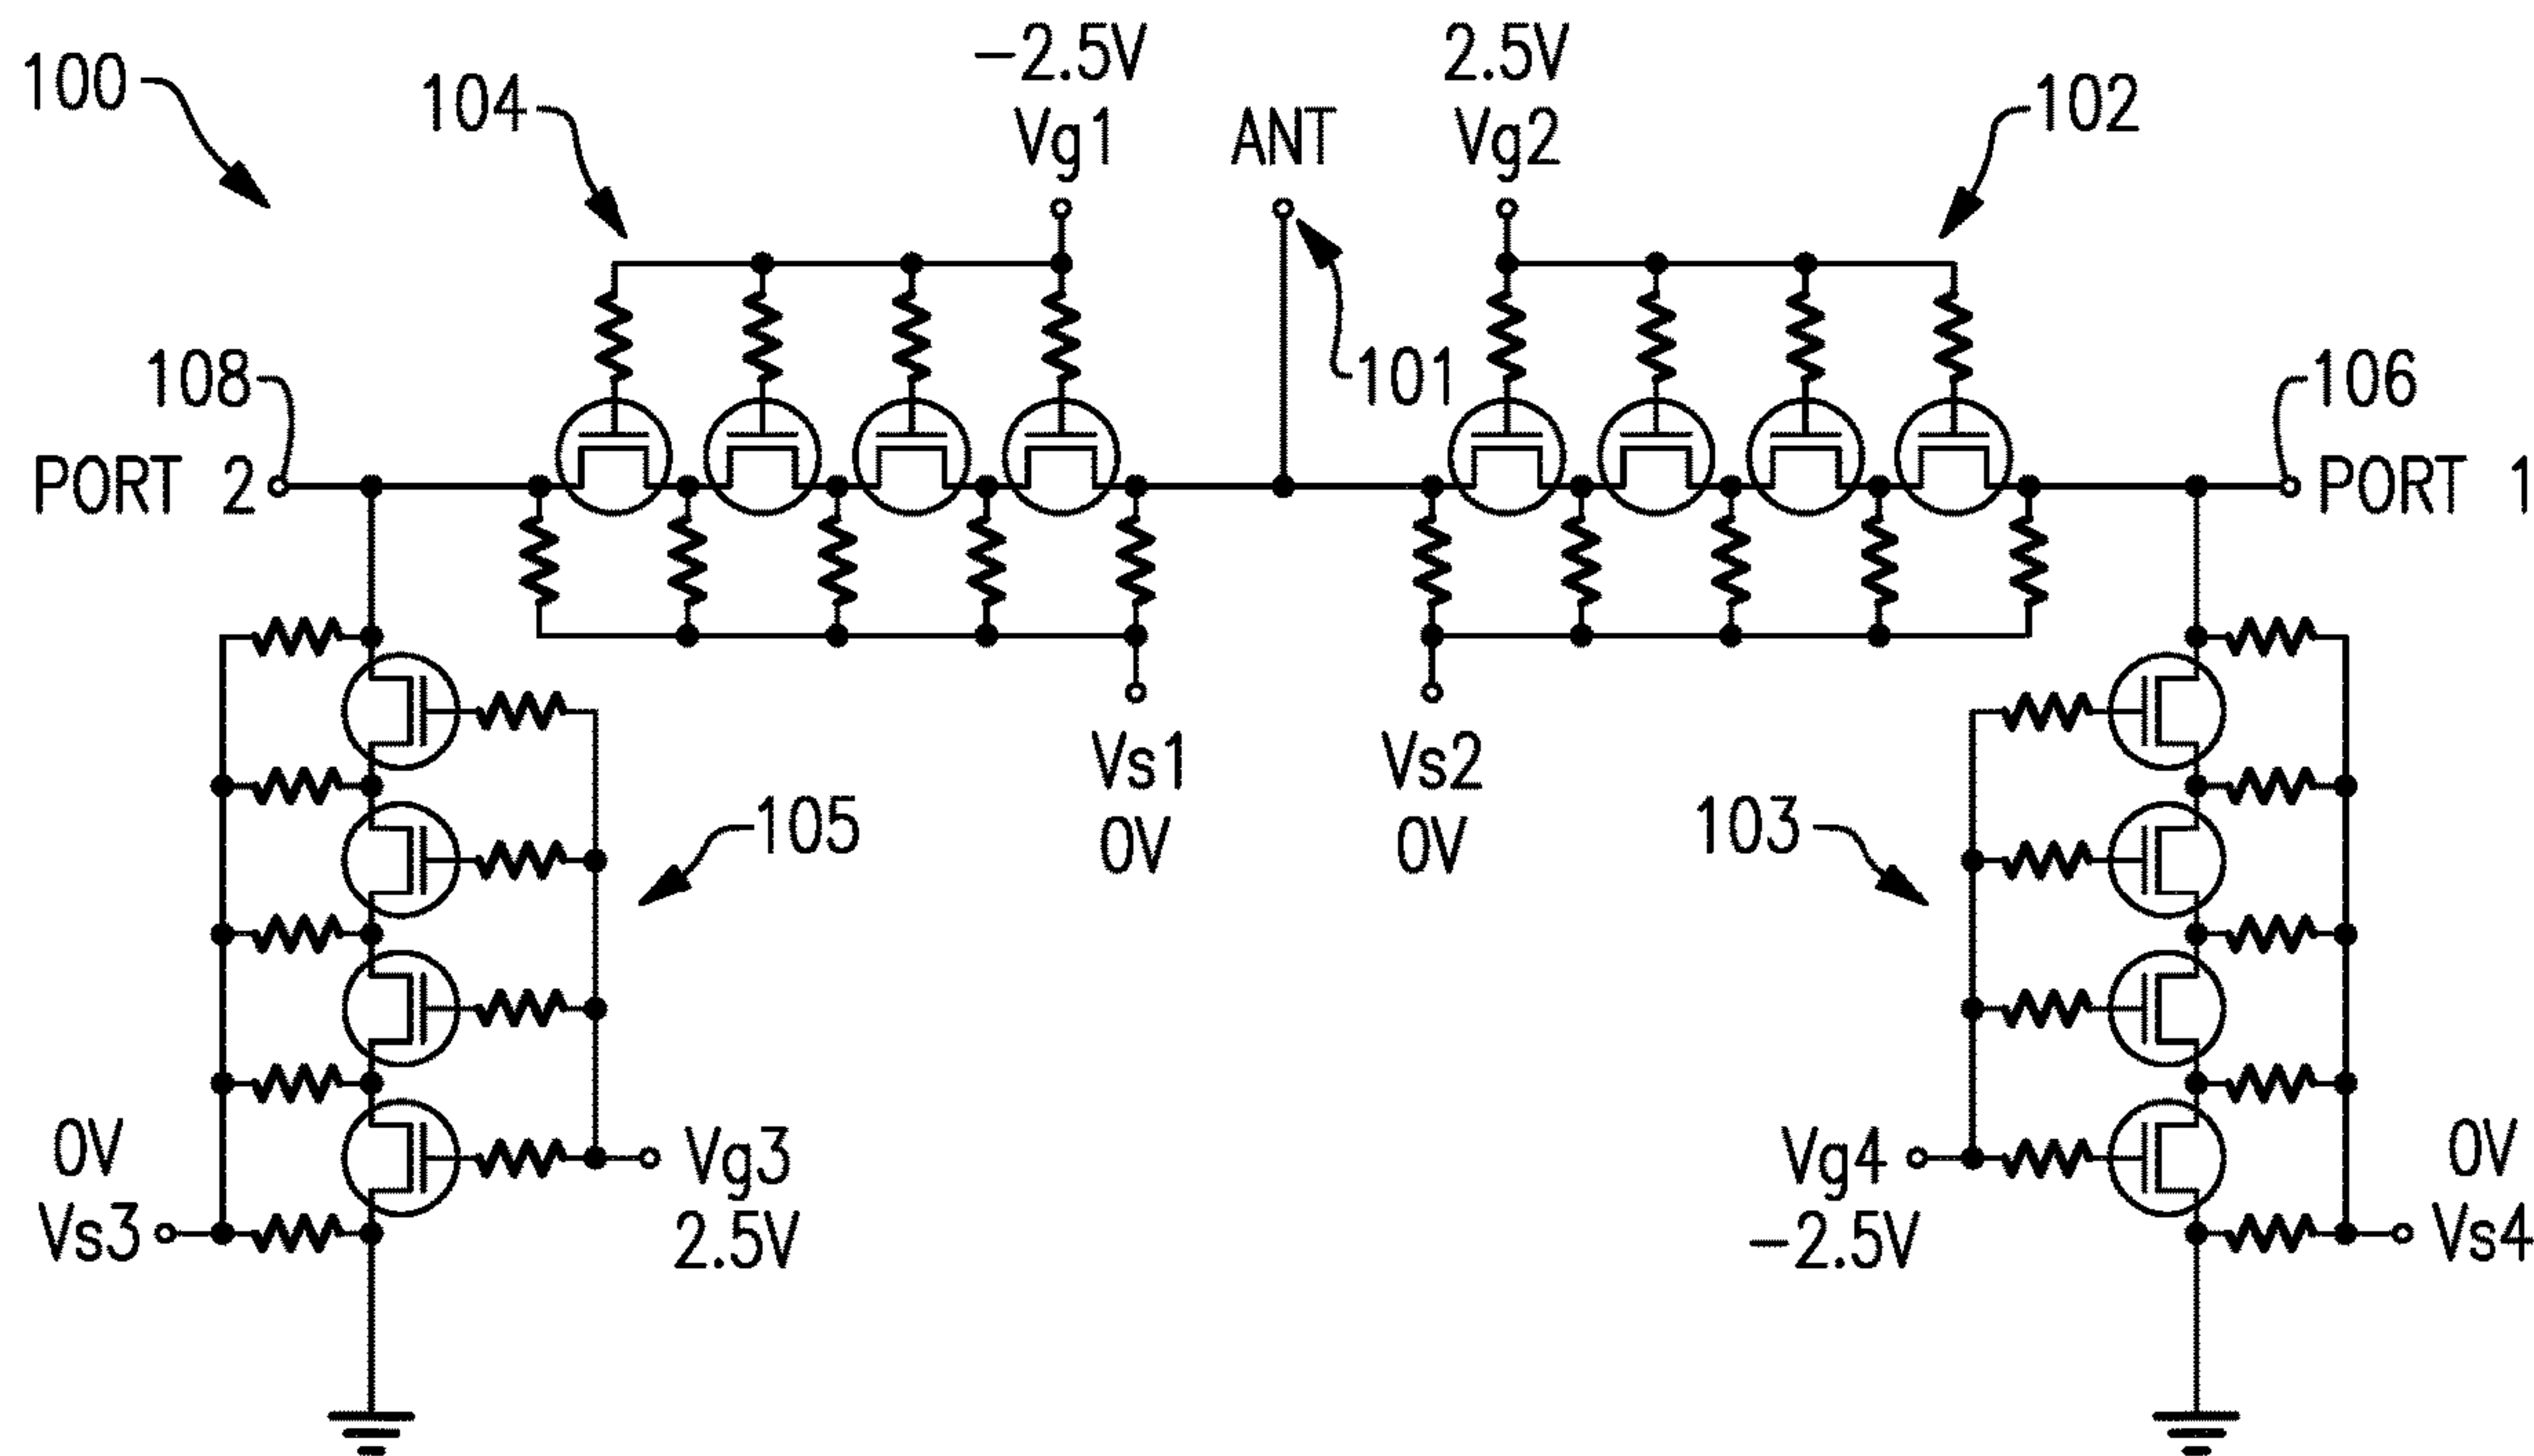 100
104
-2.5V
Vg1
ANT
2.5V
Vg2
102
108
101
106
PORT 2
PORT 1
Vs1
0V
Vs2
0V
105
103
0V
Vs3
Vg3
2.5V
Vg4
-2.5V
0V
Vs4